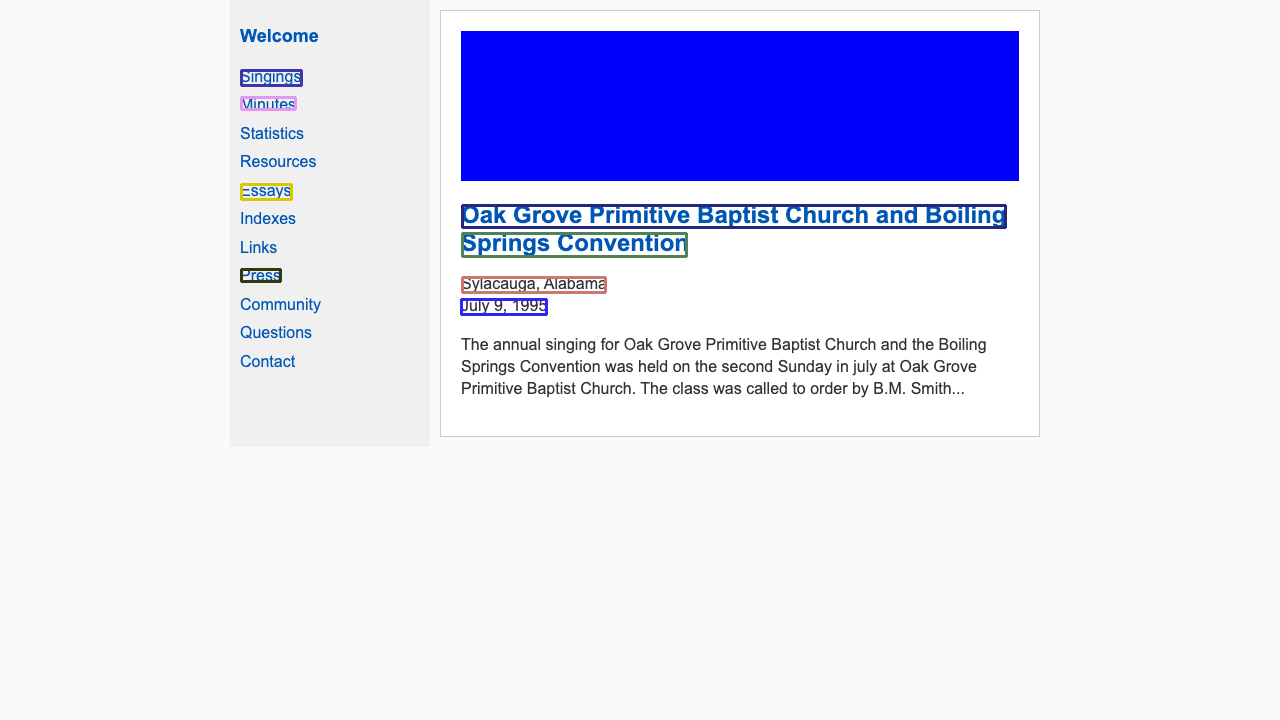 Welcome
Singings
Minutes
Statistics
Resources
Essays
Indexes
Links
Press
Community
Questions
Contact
Oak Grove Primitive Baptist Church and Boiling
Springs Convention
Sylacauga, Alabama
July 9, 1995
The annual singing for Oak Grove Primitive Baptist Church and the Boiling
Springs Convention was held on the second Sunday in july at Oak Grove
Primitive Baptist Church. The class was called to order by B.M. Smith...